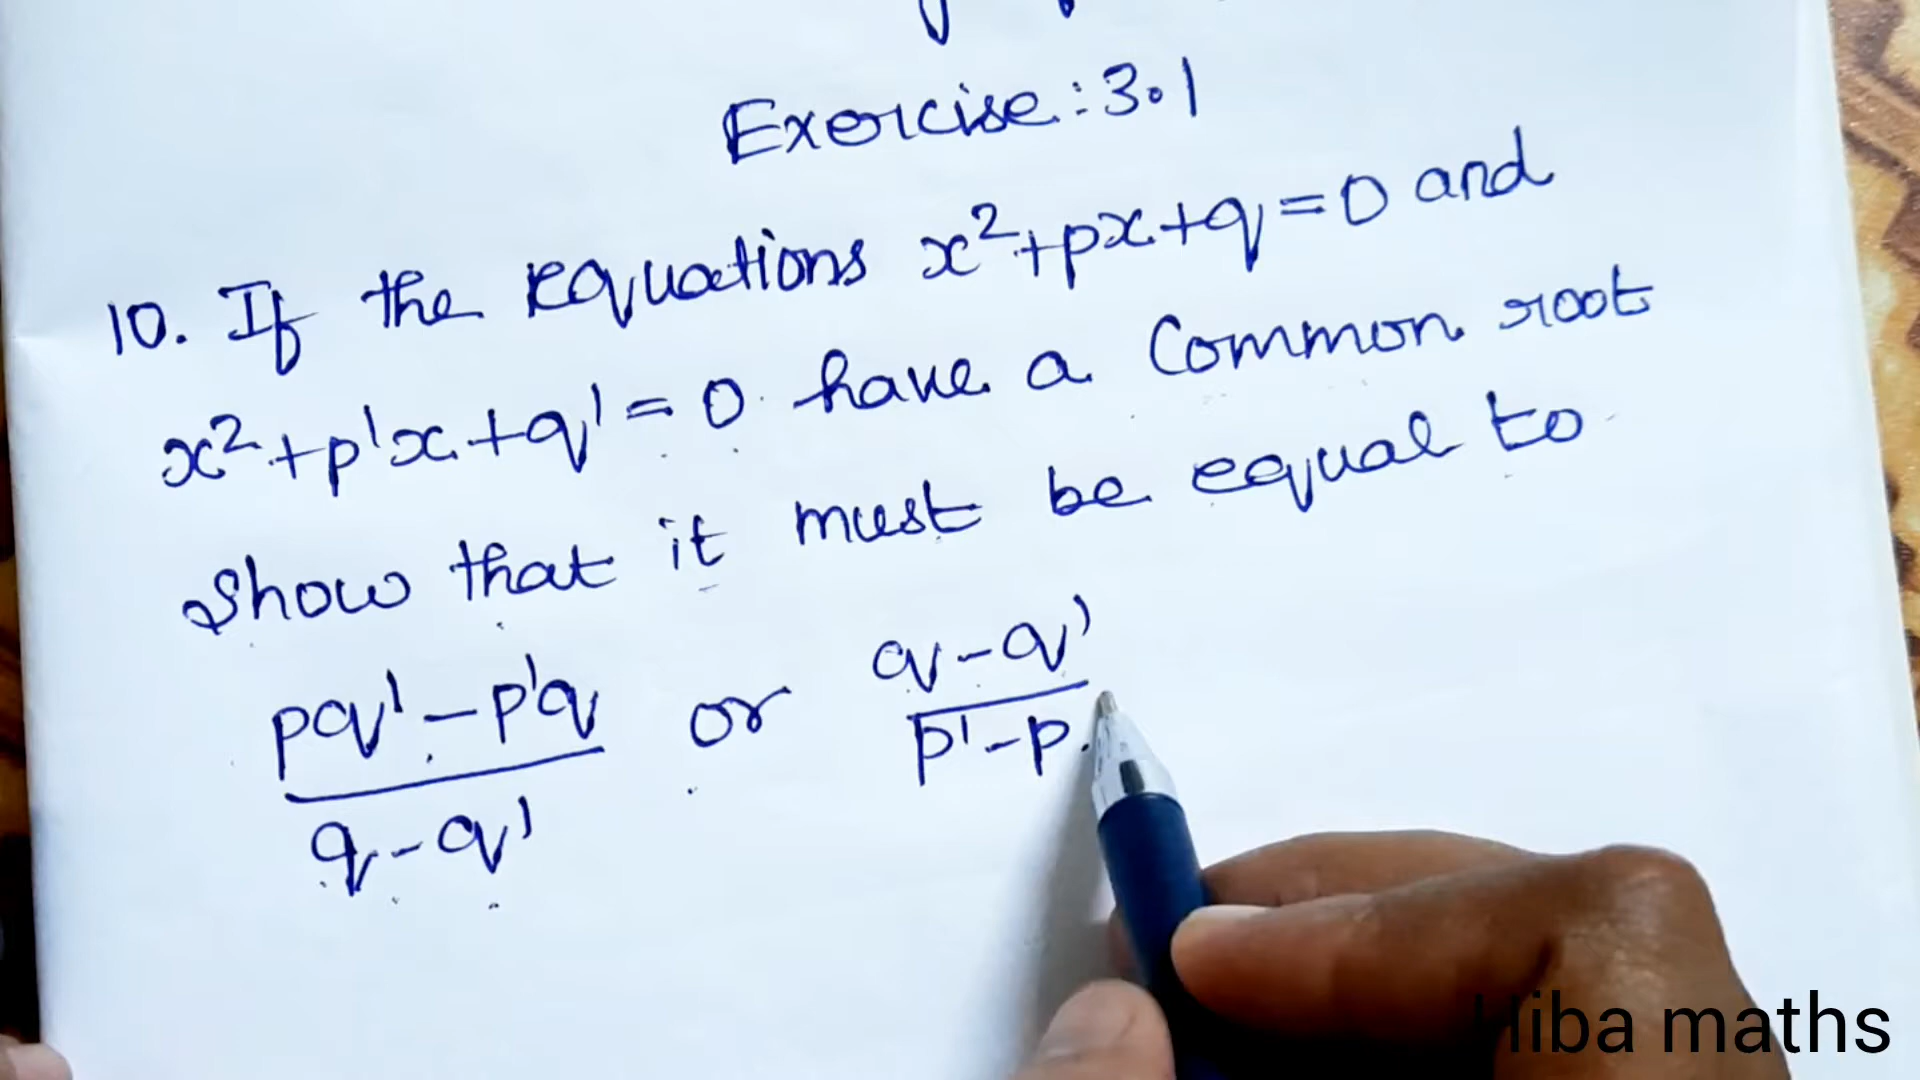 Exercise: 3.1
10. If the equations x²+px+q=0 and
x²+p'x+q'=0 have a common root
show that it must be equal to
pq'-p'q / q-q' or q-q' / p'-p.
Hiba maths